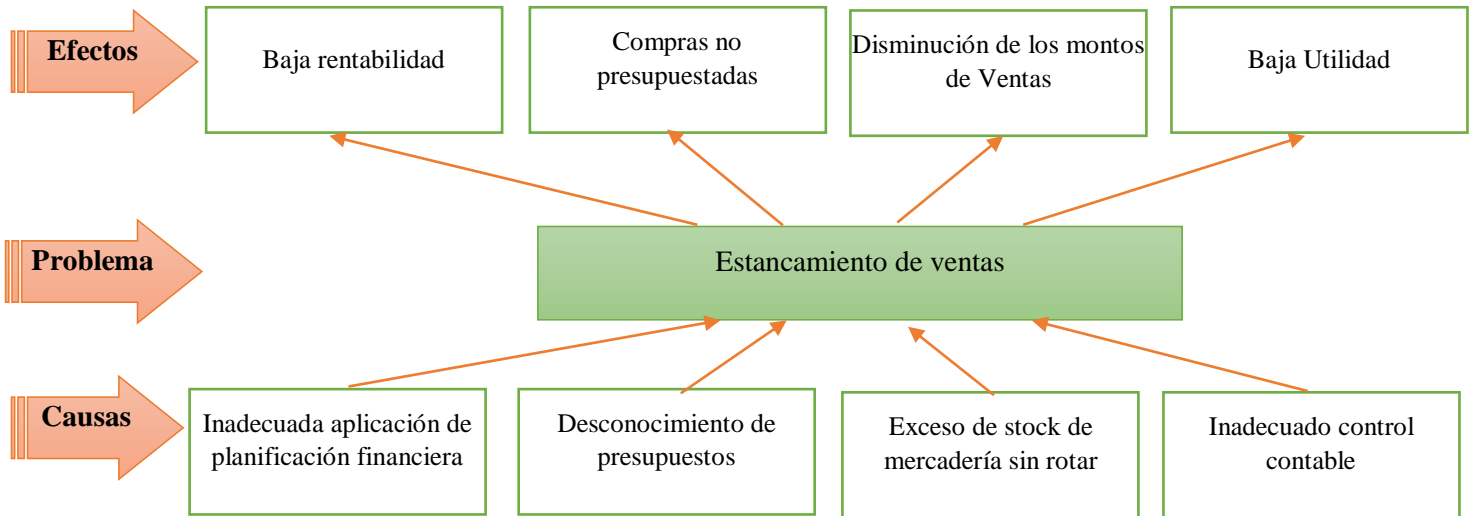 Efectos
Baja rentabilidad
Compras no
presupuestadas
Disminución de los montos
de Ventas
Baja Utilidad
Problema
Estancamiento de ventas
Causas
Inadecuada aplicación de
planificación financiera
Desconocimiento de
presupuestos
Exceso de stock de
mercadería sin rotar
Inadecuado control
contable